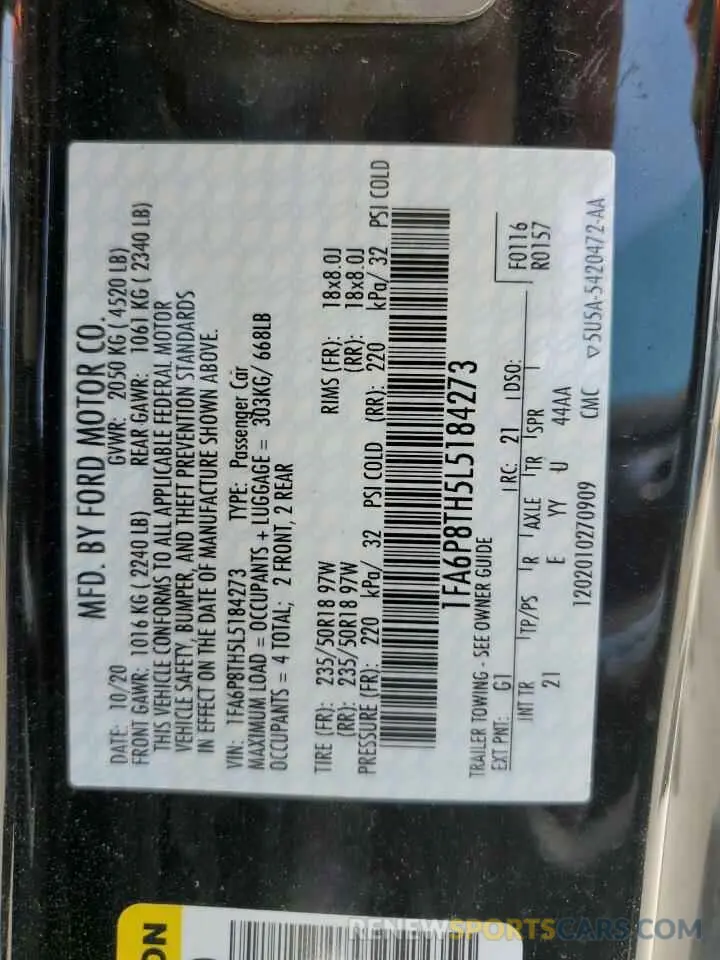 MFD. BY FORD MOTOR CO.
DATE: 10/20 GVWR: 2050 KG ( 4520 LB)
FRONT GAWR: 1016 KG ( 2240 LB) REAR GAWR: 1061 KG ( 2340 LB)
THIS VEHICLE CONFORMS TO ALL APPLICABLE FEDERAL MOTOR
VEHICLE SAFETY, BUMPER, AND THEFT PREVENTION STANDARDS
IN EFFECT ON THE DATE OF MANUFACTURE SHOWN ABOVE.
VIN: 1FA6P8TH5L5184273 TYPE: Passenger Car
MAXIMUM LOAD = OCCUPANTS + LUGGAGE = 303KG/ 668LB
OCCUPANTS = 4 TOTAL; 2 FRONT, 2 REAR
TIRE (FR): 235/50R18 97W RIMS (FR): 18x8.0J
(RR): 235/50R18 97W (RR): 18x8.0J
PRESSURE (FR): 220 kPa/ 32 PSI COLD (RR): 220 kPa/ 32 PSI COLD
1FA6P8TH5L5184273
TRAILER TOWING - SEE OWNER GUIDE
EXT PNT: G1 RC: 21 DSO: F0116
R0157
INT TR TP/PS R AXLE TR SPR
21 E YY U 44AA
1202010270909 CMC ▽5U5A-5420472-AA
ON
RENEWSPORTSCARS.COM